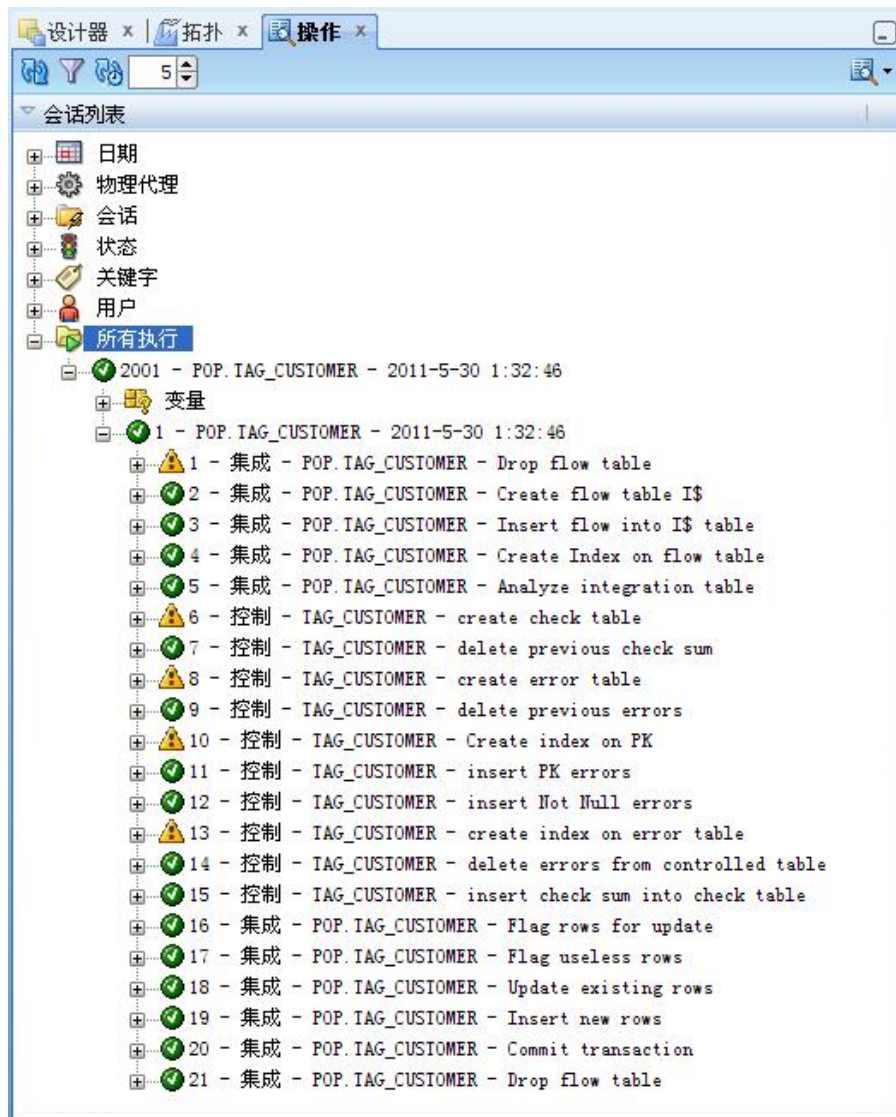 设计器 x 拓扑 x 操作 x
5
会话列表
日期
物理代理
会话
状态
关键字
用户
所有执行
2001 - POP.TAG_CUSTOMER - 2011-5-30 1:32:46
变量
1 - POP.TAG_CUSTOMER - 2011-5-30 1:32:46
1 - 集成 - POP.TAG_CUSTOMER - Drop flow table
2 - 集成 - POP.TAG_CUSTOMER - Create flow table I$
3 - 集成 - POP.TAG_CUSTOMER - Insert flow into I$ table
4 - 集成 - POP.TAG_CUSTOMER - Create Index on flow table
5 - 集成 - POP.TAG_CUSTOMER - Analyze integration table
6 - 控制 - TAG_CUSTOMER - create check table
7 - 控制 - TAG_CUSTOMER - delete previous check sum
8 - 控制 - TAG_CUSTOMER - create error table
9 - 控制 - TAG_CUSTOMER - delete previous errors
10 - 控制 - TAG_CUSTOMER - Create index on PK
11 - 控制 - TAG_CUSTOMER - insert PK errors
12 - 控制 - TAG_CUSTOMER - insert Not Null errors
13 - 控制 - TAG_CUSTOMER - create index on error table
14 - 控制 - TAG_CUSTOMER - delete errors from controlled table
15 - 控制 - TAG_CUSTOMER - insert check sum into check table
16 - 集成 - POP.TAG_CUSTOMER - Flag rows for update
17 - 集成 - POP.TAG_CUSTOMER - Flag useless rows
18 - 集成 - POP.TAG_CUSTOMER - Update existing rows
19 - 集成 - POP.TAG_CUSTOMER - Insert new rows
20 - 集成 - POP.TAG_CUSTOMER - Commit transaction
21 - 集成 - POP.TAG_CUSTOMER - Drop flow table